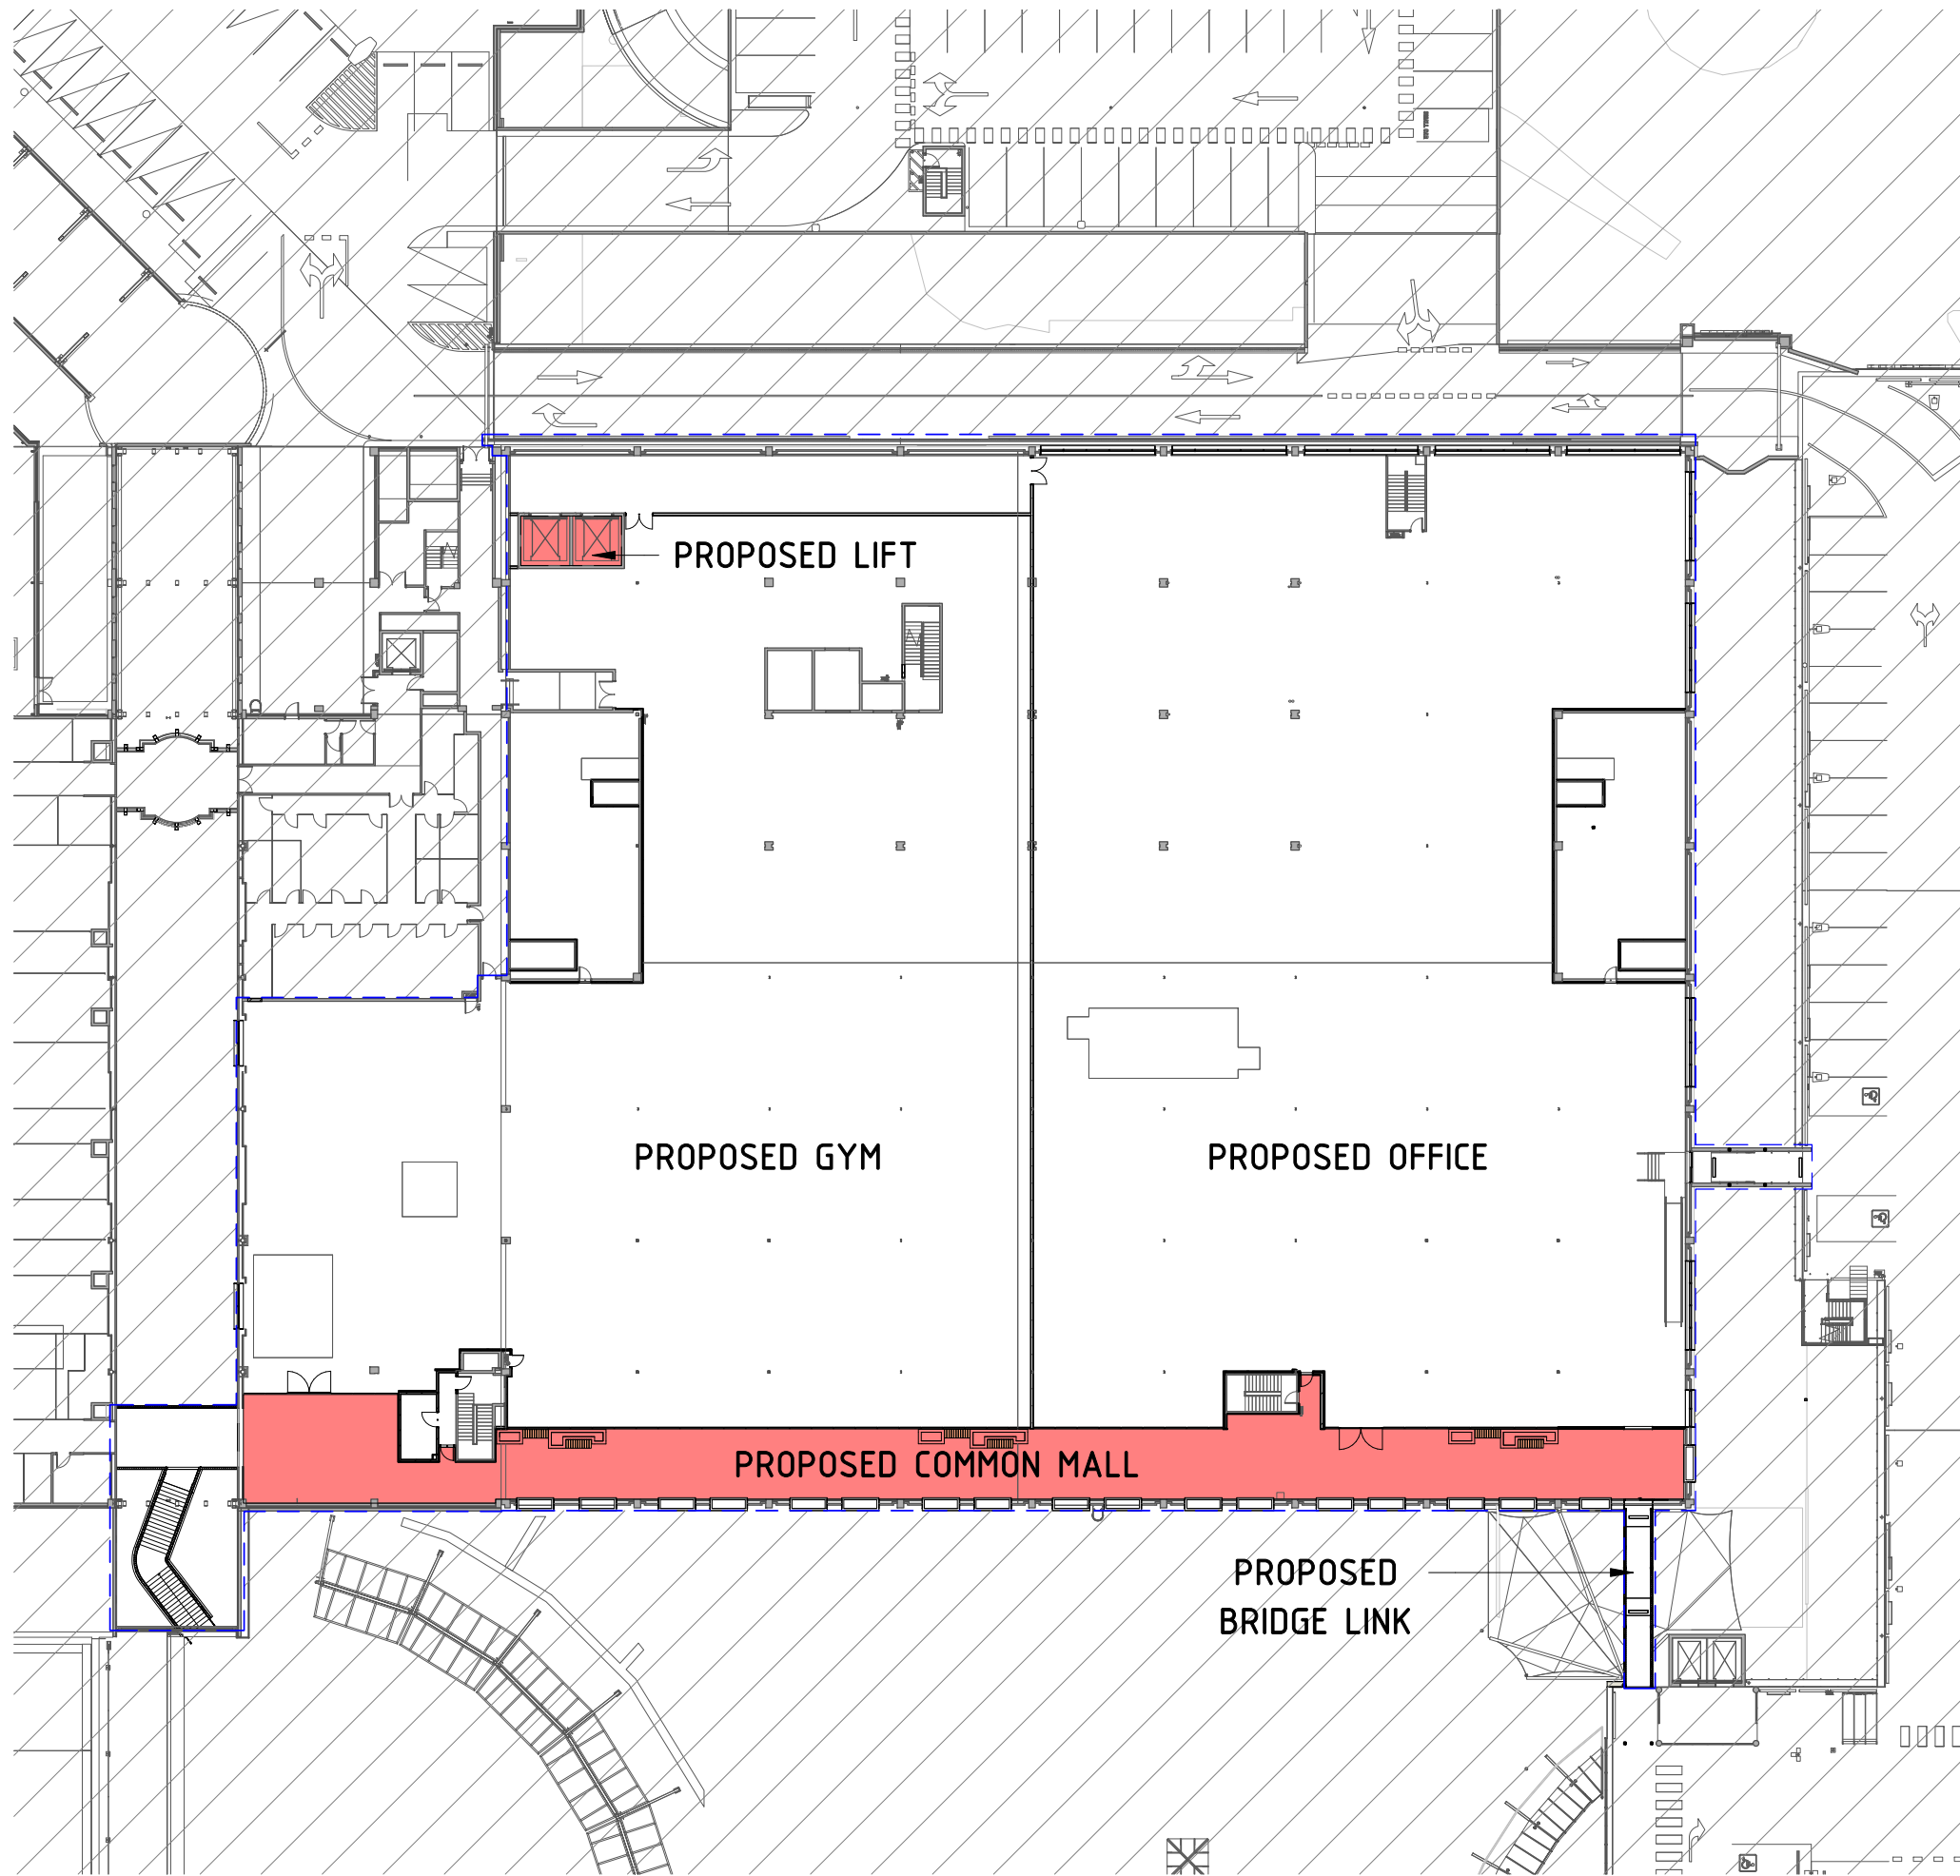 PROPOSED LIFT
PROPOSED GYM
PROPOSED OFFICE
PROPOSED COMMON MALL
PROPOSED
BRIDGE LINK